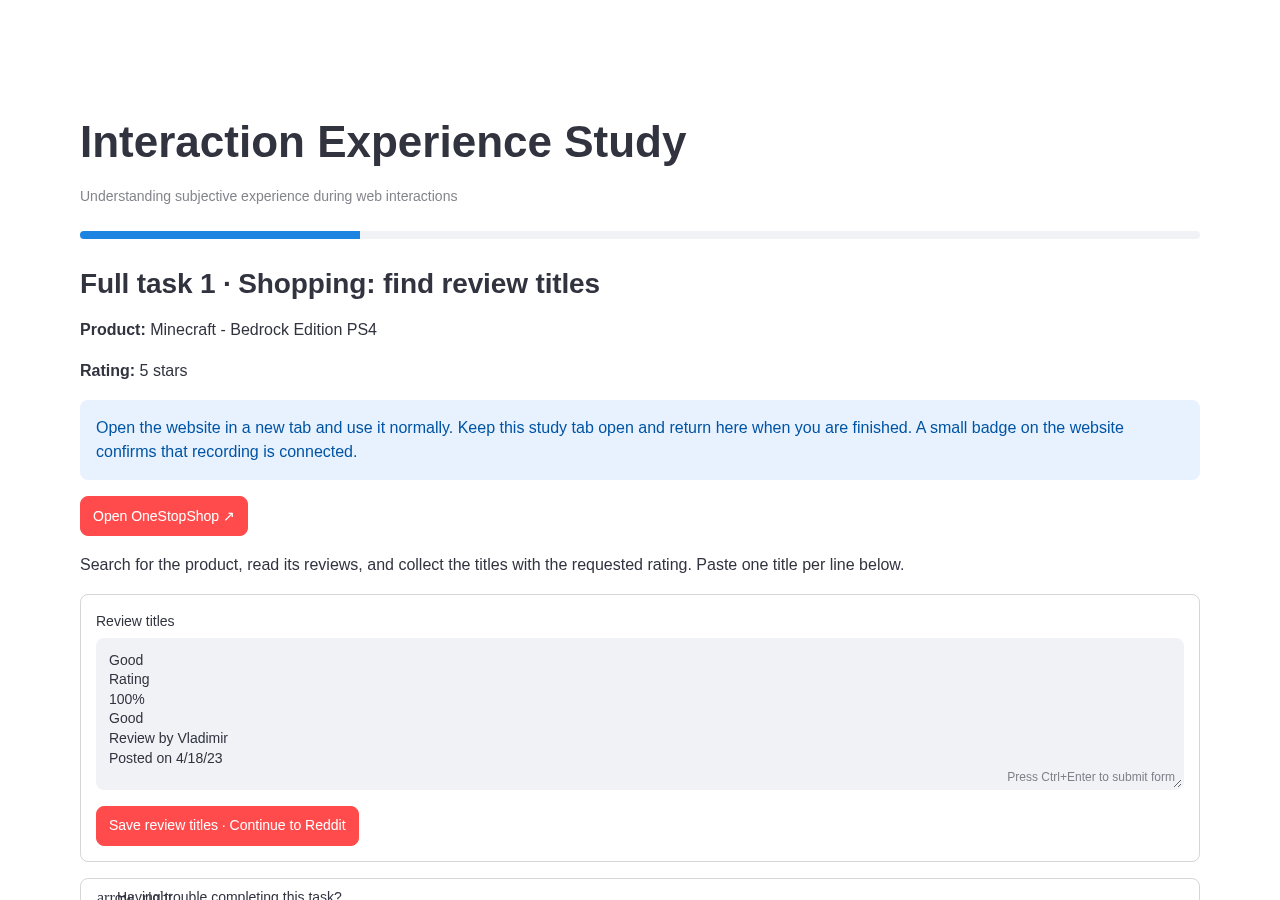 Interaction Experience Study
Understanding subjective experience during web interactions
Full task 1 · Shopping: find review titles
Product: Minecraft - Bedrock Edition PS4
Rating: 5 stars
Open the website in a new tab and use it normally. Keep this study tab open and return here when you are finished. A small badge on the website
confirms that recording is connected.
Open OneStopShop ↗
Search for the product, read its reviews, and collect the titles with the requested rating. Paste one title per line below.
Review titles
Good
Rating
100%
Good
Review by Vladimir
Posted on 4/18/23
Press Ctrl+Enter to submit form
Save review titles · Continue to Reddit
Having trouble completing this task?